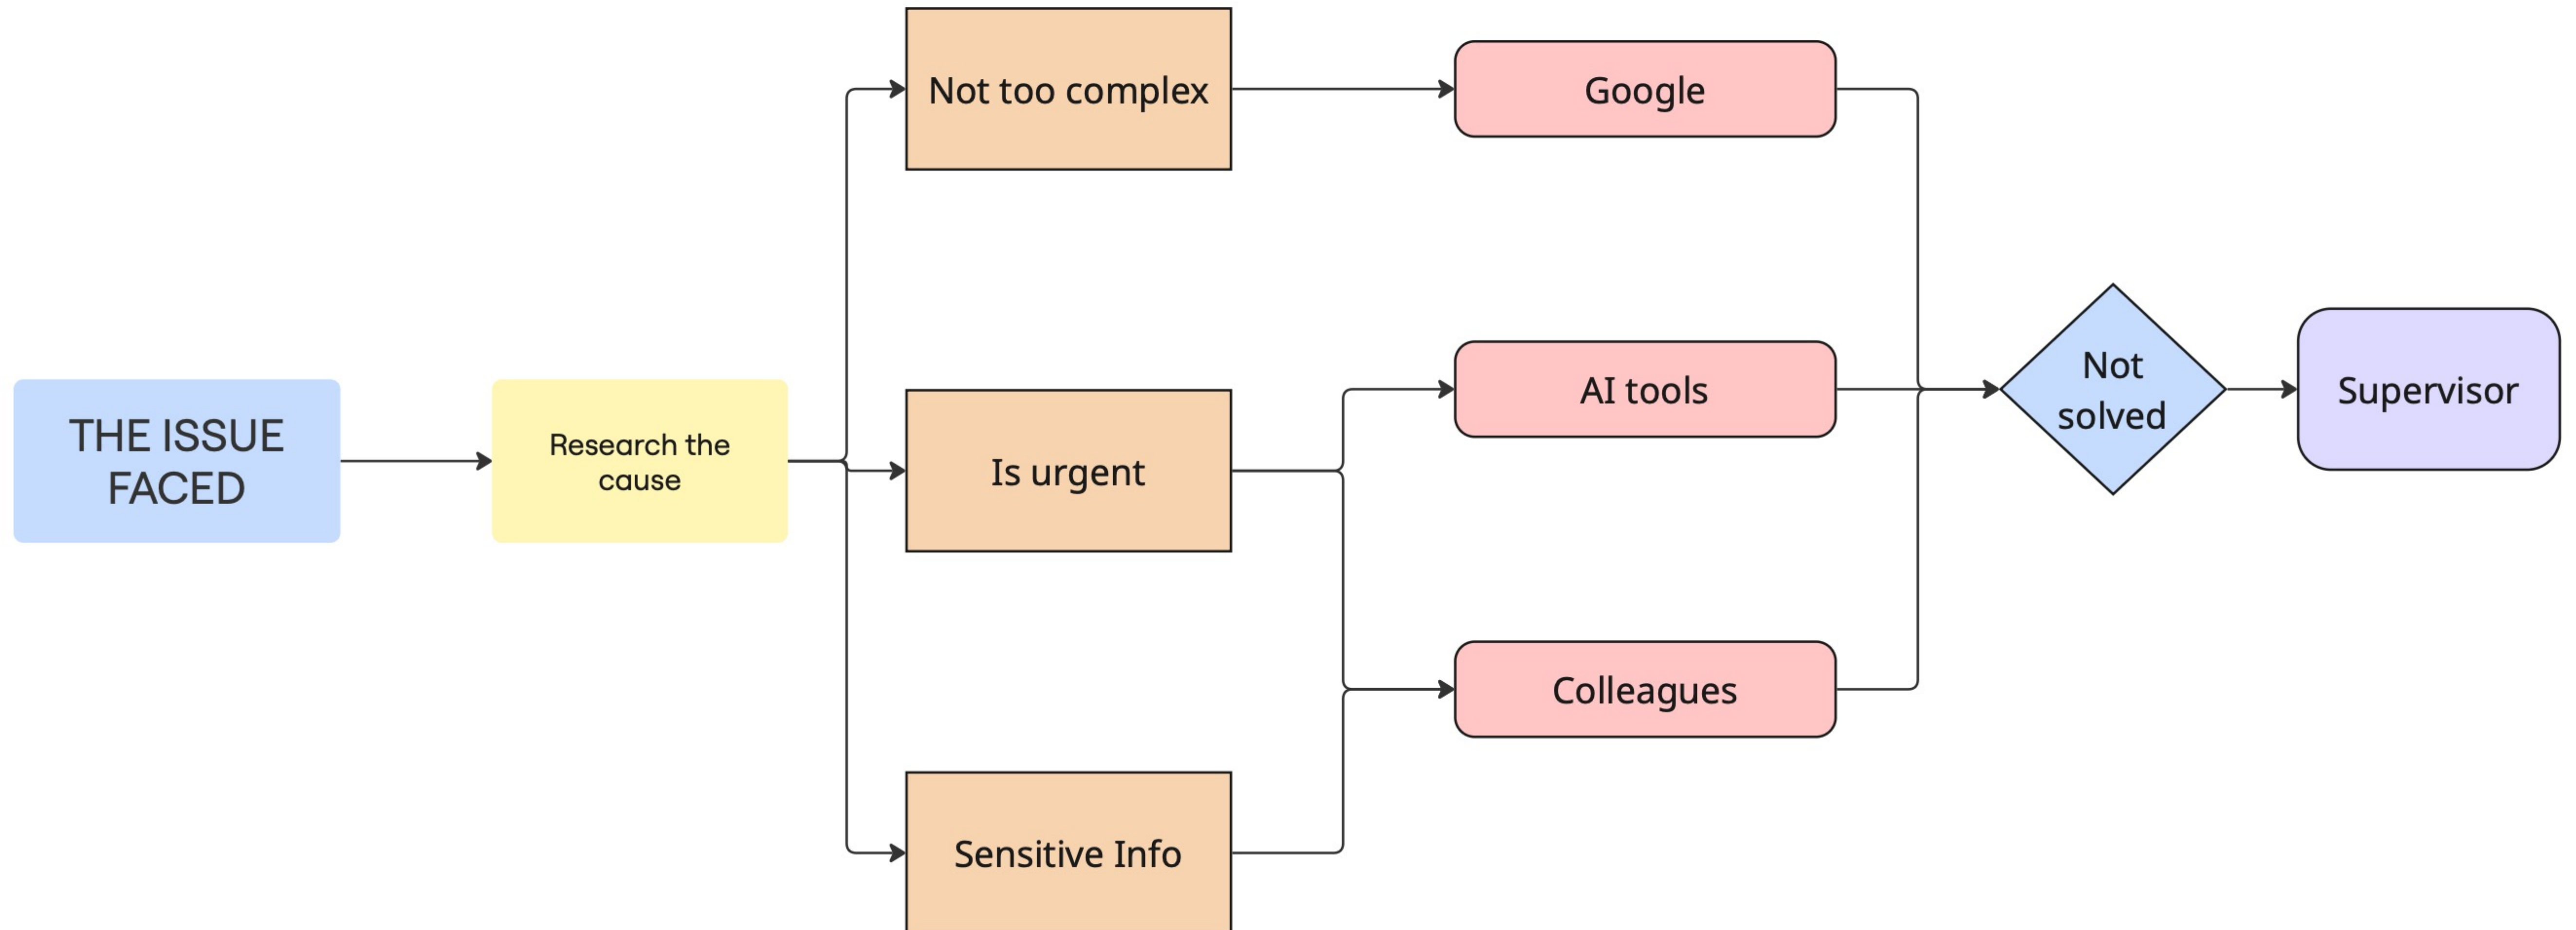 THE ISSUE
FACED
Research the
cause
Not too complex
Is urgent
Sensitive Info
Google
AI tools
Colleagues
Not
solved
Supervisor